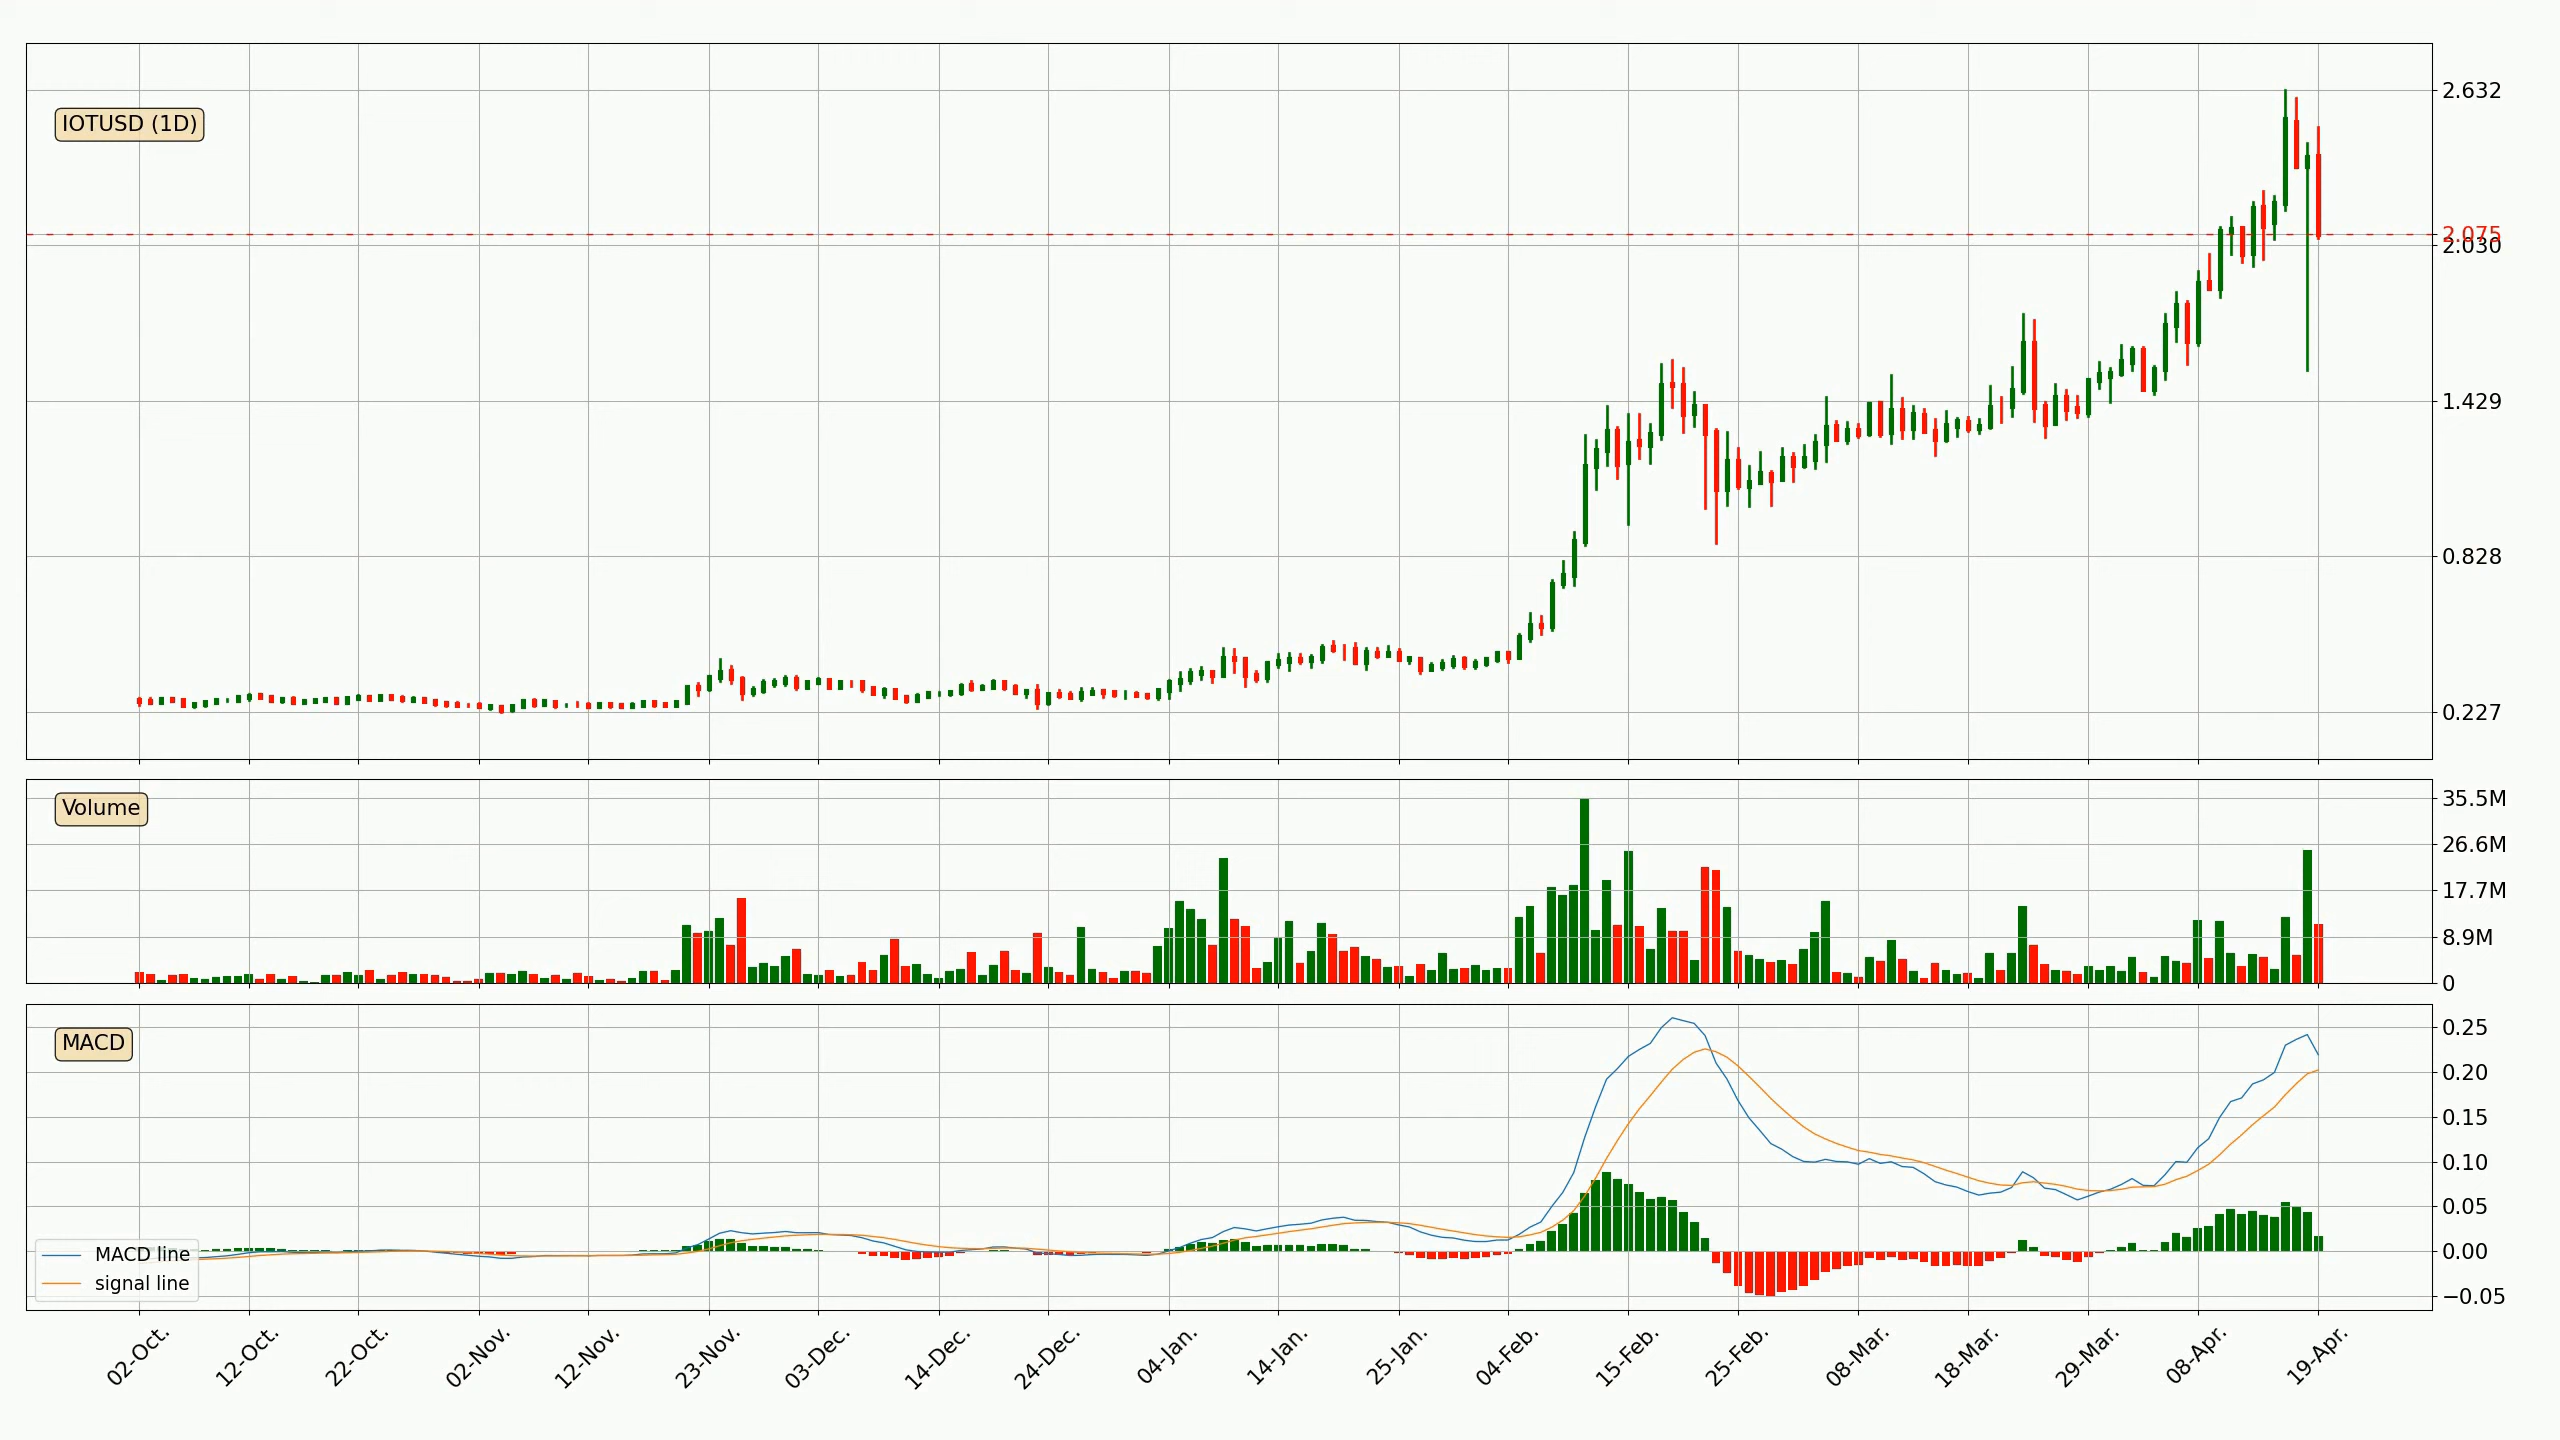 IOTUSD (1D)
2.632
2.075
2.030
1.429
0.828
0.227
Volume
35.5M
26.6M
17.7M
8.9M
0
MACD
0.25
0.20
0.15
0.10
0.05
0.00
−0.05
MACD line
signal line
02-Oct.
12-Oct.
22-Oct.
02-Nov.
12-Nov.
23-Nov.
03-Dec.
14-Dec.
24-Dec.
04-Jan.
14-Jan.
25-Jan.
04-Feb.
15-Feb.
25-Feb.
08-Mar.
18-Mar.
29-Mar.
08-Apr.
19-Apr.